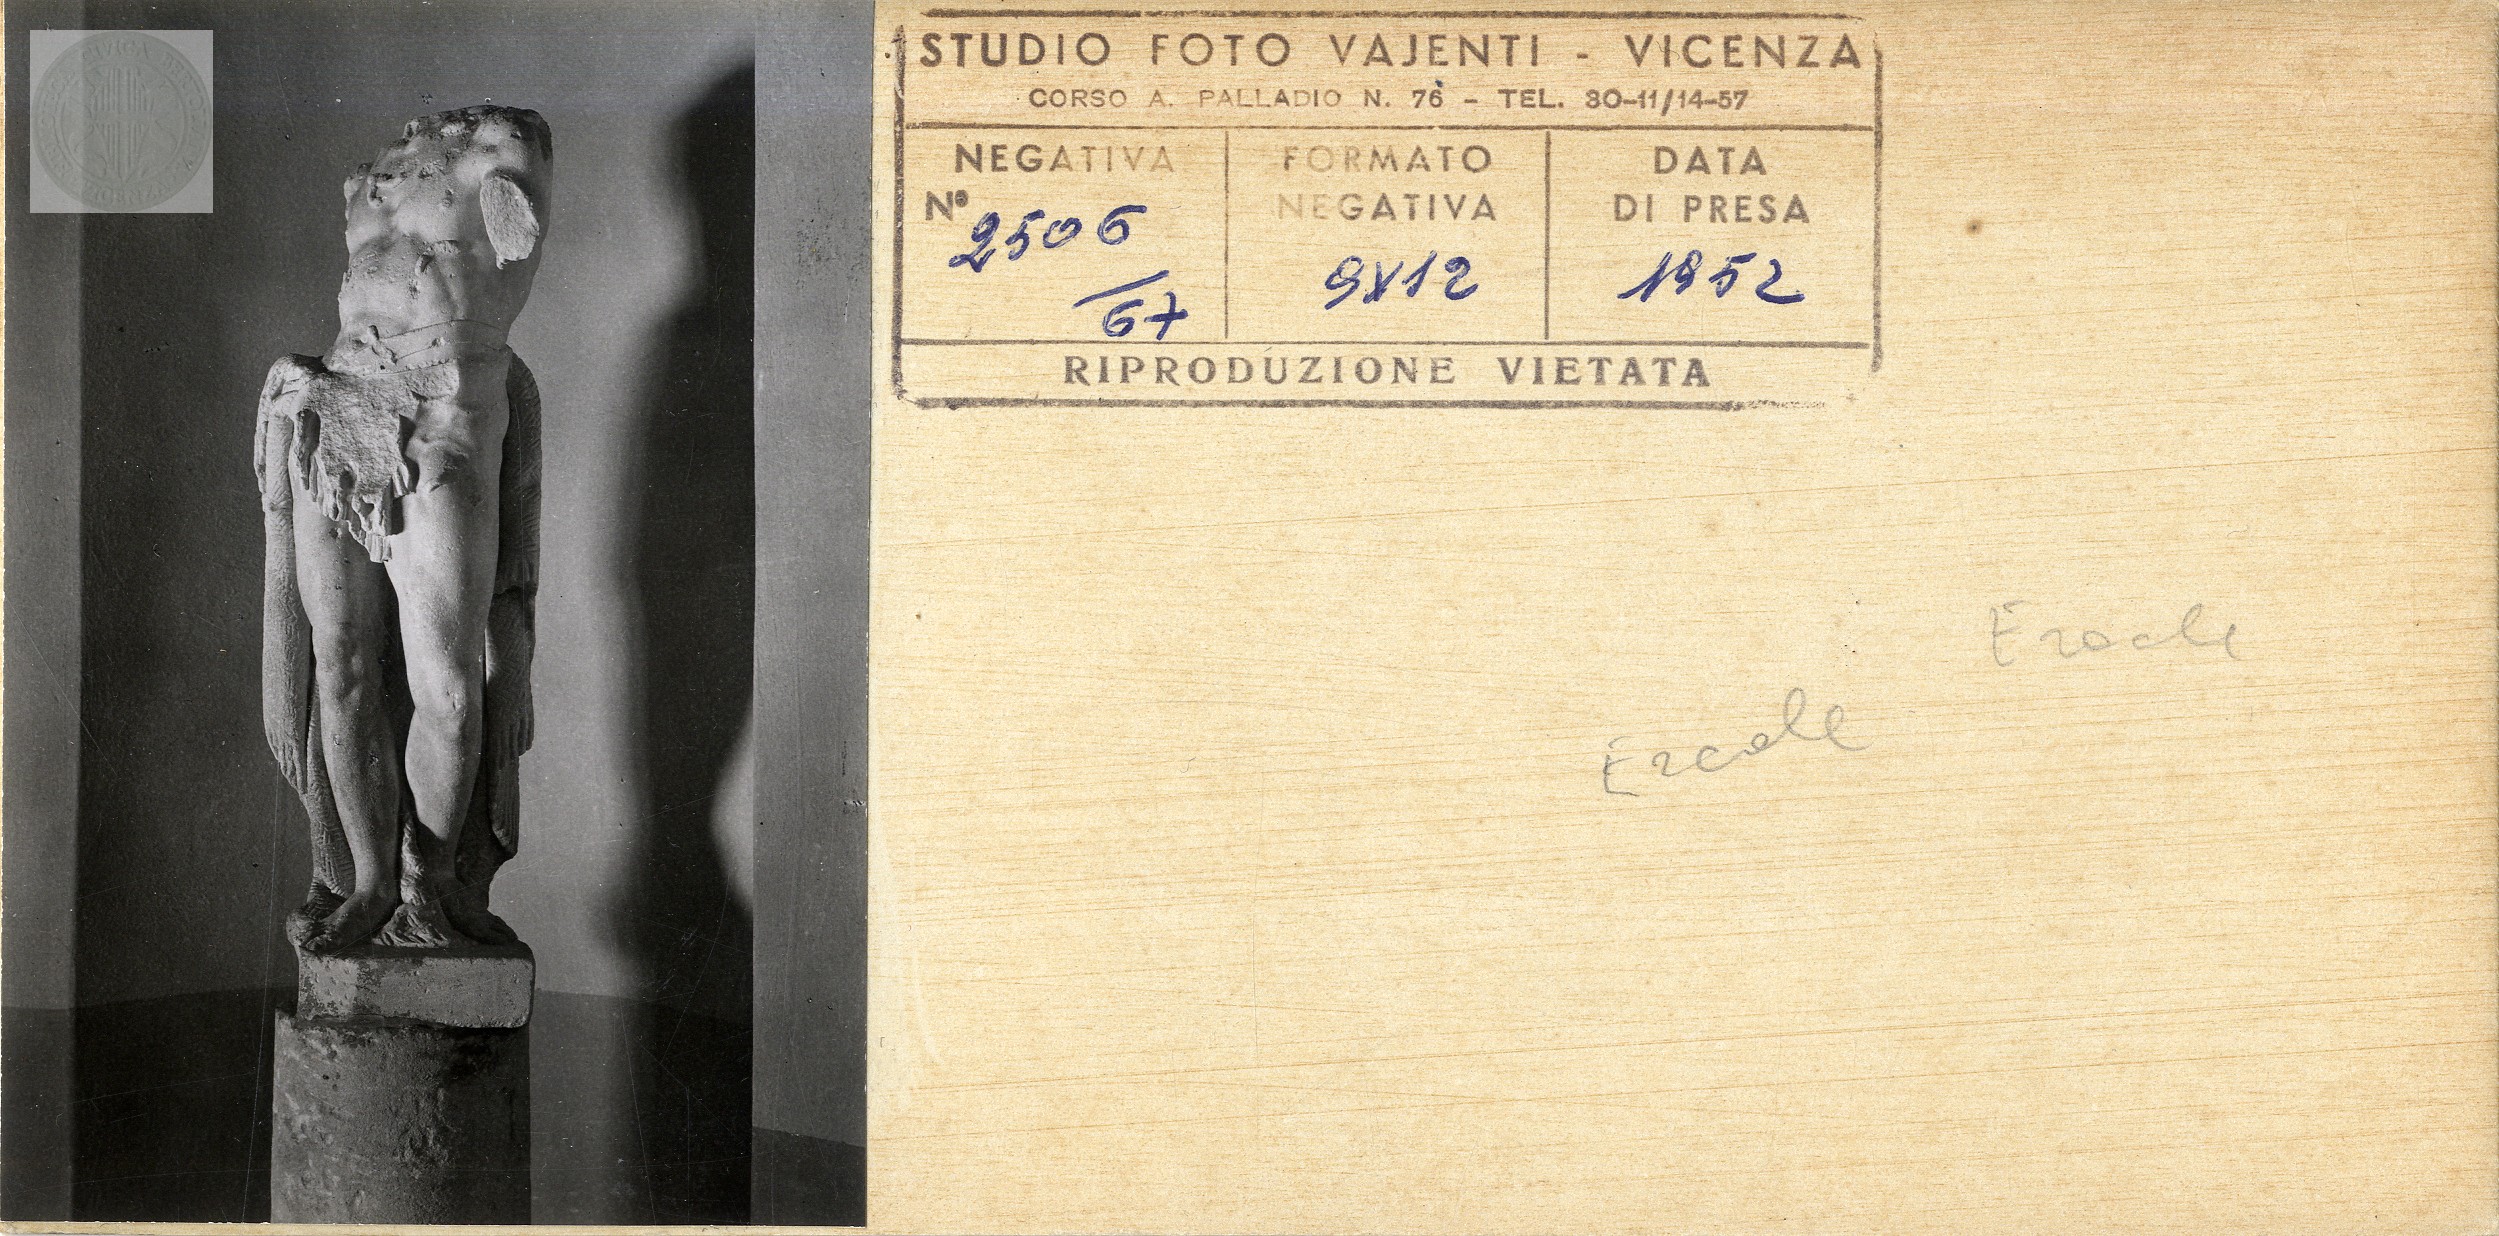 STUDIO FOTO VAJENTI - VICENZA
CORSO A. PALLADIO N. 76 - TEL. 30-11/14-57
NEGATIVA
Nº 2506
/67
FORMATO
NEGATIVA
9x12
DATA
DI PRESA
1952
RIPRODUZIONE VIETATA
Ercole
Ercole